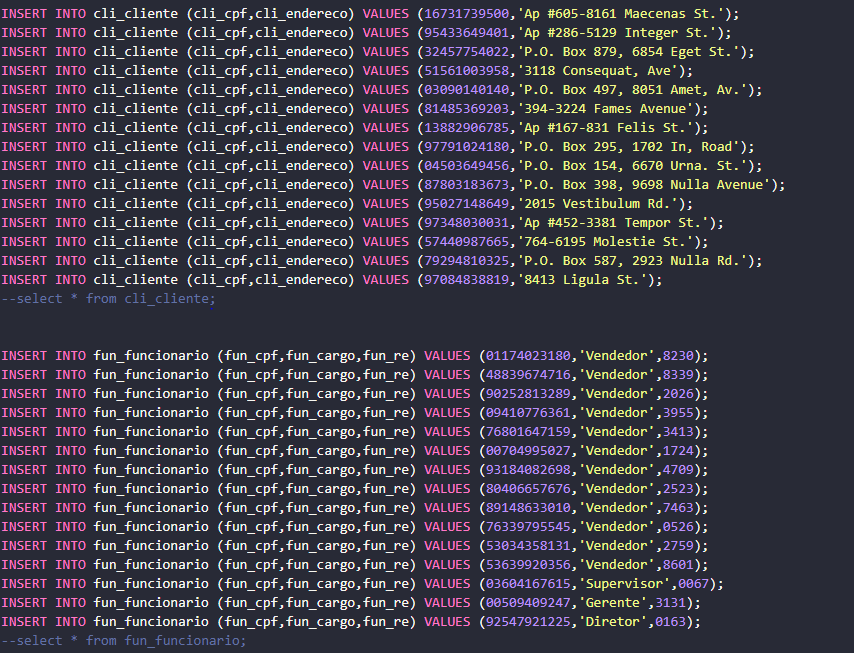 INSERT INTO cli_cliente (cli_cpf,cli_endereco) VALUES (16731739500,'Ap #605-8161 Maecenas St.');
INSERT INTO cli_cliente (cli_cpf,cli_endereco) VALUES (95433649401,'Ap #286-5129 Integer St.');
INSERT INTO cli_cliente (cli_cpf,cli_endereco) VALUES (32457754022,'P.O. Box 879, 6854 Eget St.');
INSERT INTO cli_cliente (cli_cpf,cli_endereco) VALUES (51561003958,'3118 Consequat, Ave');
INSERT INTO cli_cliente (cli_cpf,cli_endereco) VALUES (03090140140,'P.O. Box 497, 8051 Amet, Av.');
INSERT INTO cli_cliente (cli_cpf,cli_endereco) VALUES (81485369203,'394-3224 Fames Avenue');
INSERT INTO cli_cliente (cli_cpf,cli_endereco) VALUES (13882906785,'Ap #167-831 Felis St.');
INSERT INTO cli_cliente (cli_cpf,cli_endereco) VALUES (97791024180,'P.O. Box 295, 1702 In, Road');
INSERT INTO cli_cliente (cli_cpf,cli_endereco) VALUES (04503649456,'P.O. Box 154, 6670 Urna. St.');
INSERT INTO cli_cliente (cli_cpf,cli_endereco) VALUES (87803183673,'P.O. Box 398, 9698 Nulla Avenue');
INSERT INTO cli_cliente (cli_cpf,cli_endereco) VALUES (95027148649,'2015 Vestibulum Rd.');
INSERT INTO cli_cliente (cli_cpf,cli_endereco) VALUES (97348030031,'Ap #452-3381 Tempor St.');
INSERT INTO cli_cliente (cli_cpf,cli_endereco) VALUES (57440987665,'764-6195 Molestie St.');
INSERT INTO cli_cliente (cli_cpf,cli_endereco) VALUES (79294810325,'P.O. Box 587, 2923 Nulla Rd.');
INSERT INTO cli_cliente (cli_cpf,cli_endereco) VALUES (97084838819,'8413 Ligula St.');
--select * from cli_cliente;
INSERT INTO fun_funcionario (fun_cpf,fun_cargo,fun_re) VALUES (01174023180,'Vendedor',8230);
INSERT INTO fun_funcionario (fun_cpf,fun_cargo,fun_re) VALUES (48839674716,'Vendedor',8339);
INSERT INTO fun_funcionario (fun_cpf,fun_cargo,fun_re) VALUES (90252813289,'Vendedor',2026);
INSERT INTO fun_funcionario (fun_cpf,fun_cargo,fun_re) VALUES (09410776361,'Vendedor',3955);
INSERT INTO fun_funcionario (fun_cpf,fun_cargo,fun_re) VALUES (76801647159,'Vendedor',3413);
INSERT INTO fun_funcionario (fun_cpf,fun_cargo,fun_re) VALUES (00704995027,'Vendedor',1724);
INSERT INTO fun_funcionario (fun_cpf,fun_cargo,fun_re) VALUES (93184082698,'Vendedor',4709);
INSERT INTO fun_funcionario (fun_cpf,fun_cargo,fun_re) VALUES (80406657676,'Vendedor',2523);
INSERT INTO fun_funcionario (fun_cpf,fun_cargo,fun_re) VALUES (89148633010,'Vendedor',7463);
INSERT INTO fun_funcionario (fun_cpf,fun_cargo,fun_re) VALUES (76339795545,'Vendedor',0526);
INSERT INTO fun_funcionario (fun_cpf,fun_cargo,fun_re) VALUES (53034358131,'Vendedor',2759);
INSERT INTO fun_funcionario (fun_cpf,fun_cargo,fun_re) VALUES (53639920356,'Vendedor',8601);
INSERT INTO fun_funcionario (fun_cpf,fun_cargo,fun_re) VALUES (03604167615,'Supervisor',0067);
INSERT INTO fun_funcionario (fun_cpf,fun_cargo,fun_re) VALUES (00509409247,'Gerente',3131);
INSERT INTO fun_funcionario (fun_cpf,fun_cargo,fun_re) VALUES (92547921225,'Diretor',0163);
--select * from fun_funcionario;